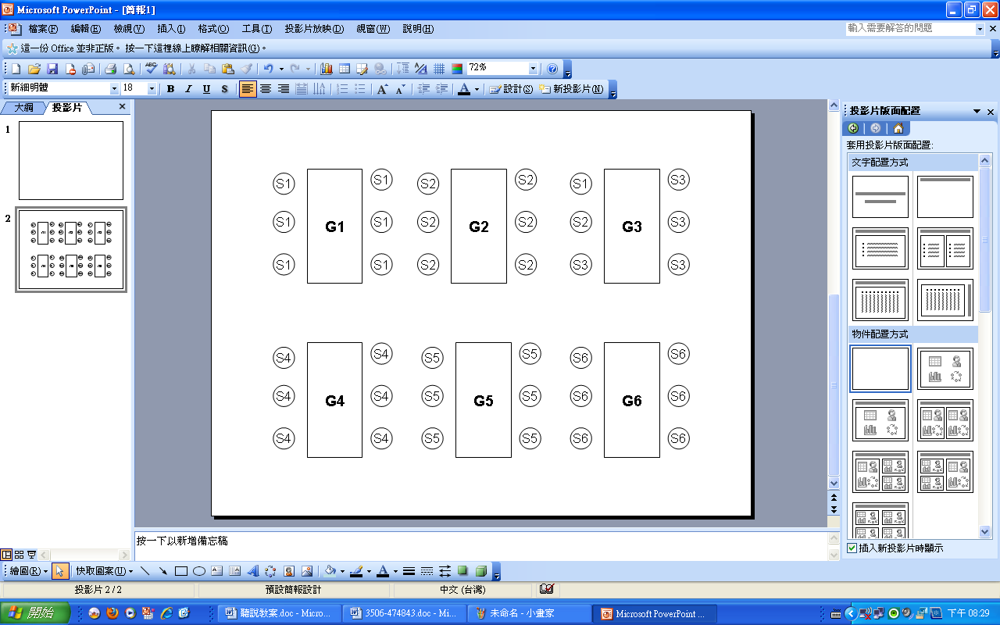 Microsoft PowerPoint - [簡報1]
檔案(F) 編輯(E) 檢視(V) 插入(I) 格式(O) 工具(T) 投影片放映(D) 視窗(W) 說明(H) 輸入需要解答的問題
這一份 Office 並非正版。 按一下這裡線上瞭解相關資訊(G)。
72%
新細明體 18 B I U S A A A 設計(S) 新投影片(N)
大綱 投影片
投影片版面配置
套用投影片版面配置:
文字配置方式
物件配置方式
插入新投影片時顯示
1
2
S1 S1 S2 S2 S1 S3
S1 G1 S1 S2 G2 S2 S3 G3 S3
S1 S1 S2 S2 S3 S3
S4 S4 S5 S5 S6 S6
S4 G4 S4 S5 G5 S5 S6 G6 S6
S4 S4 S5 S5 S6 S6
按一下以新增備忘稿
繪圖(R) 快取圖案(U)
投影片 2 / 2 預設簡報設計 中文 (台灣)
開始 聽說教案.doc - Micro... 3506-474843.doc - Mi... 未命名 - 小畫家 Microsoft PowerPoint ... 下午 08:29